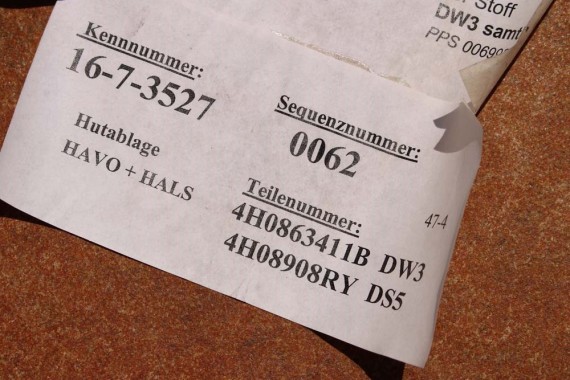 Stoff
DW3 samt
PPS
Kennnummer:
16-7-3527
Sequenznummer:
0062
Hutablage
HAVO + HALS
Teilenummer:
47-4
4H0863411B DW3
4H08908RY DS5